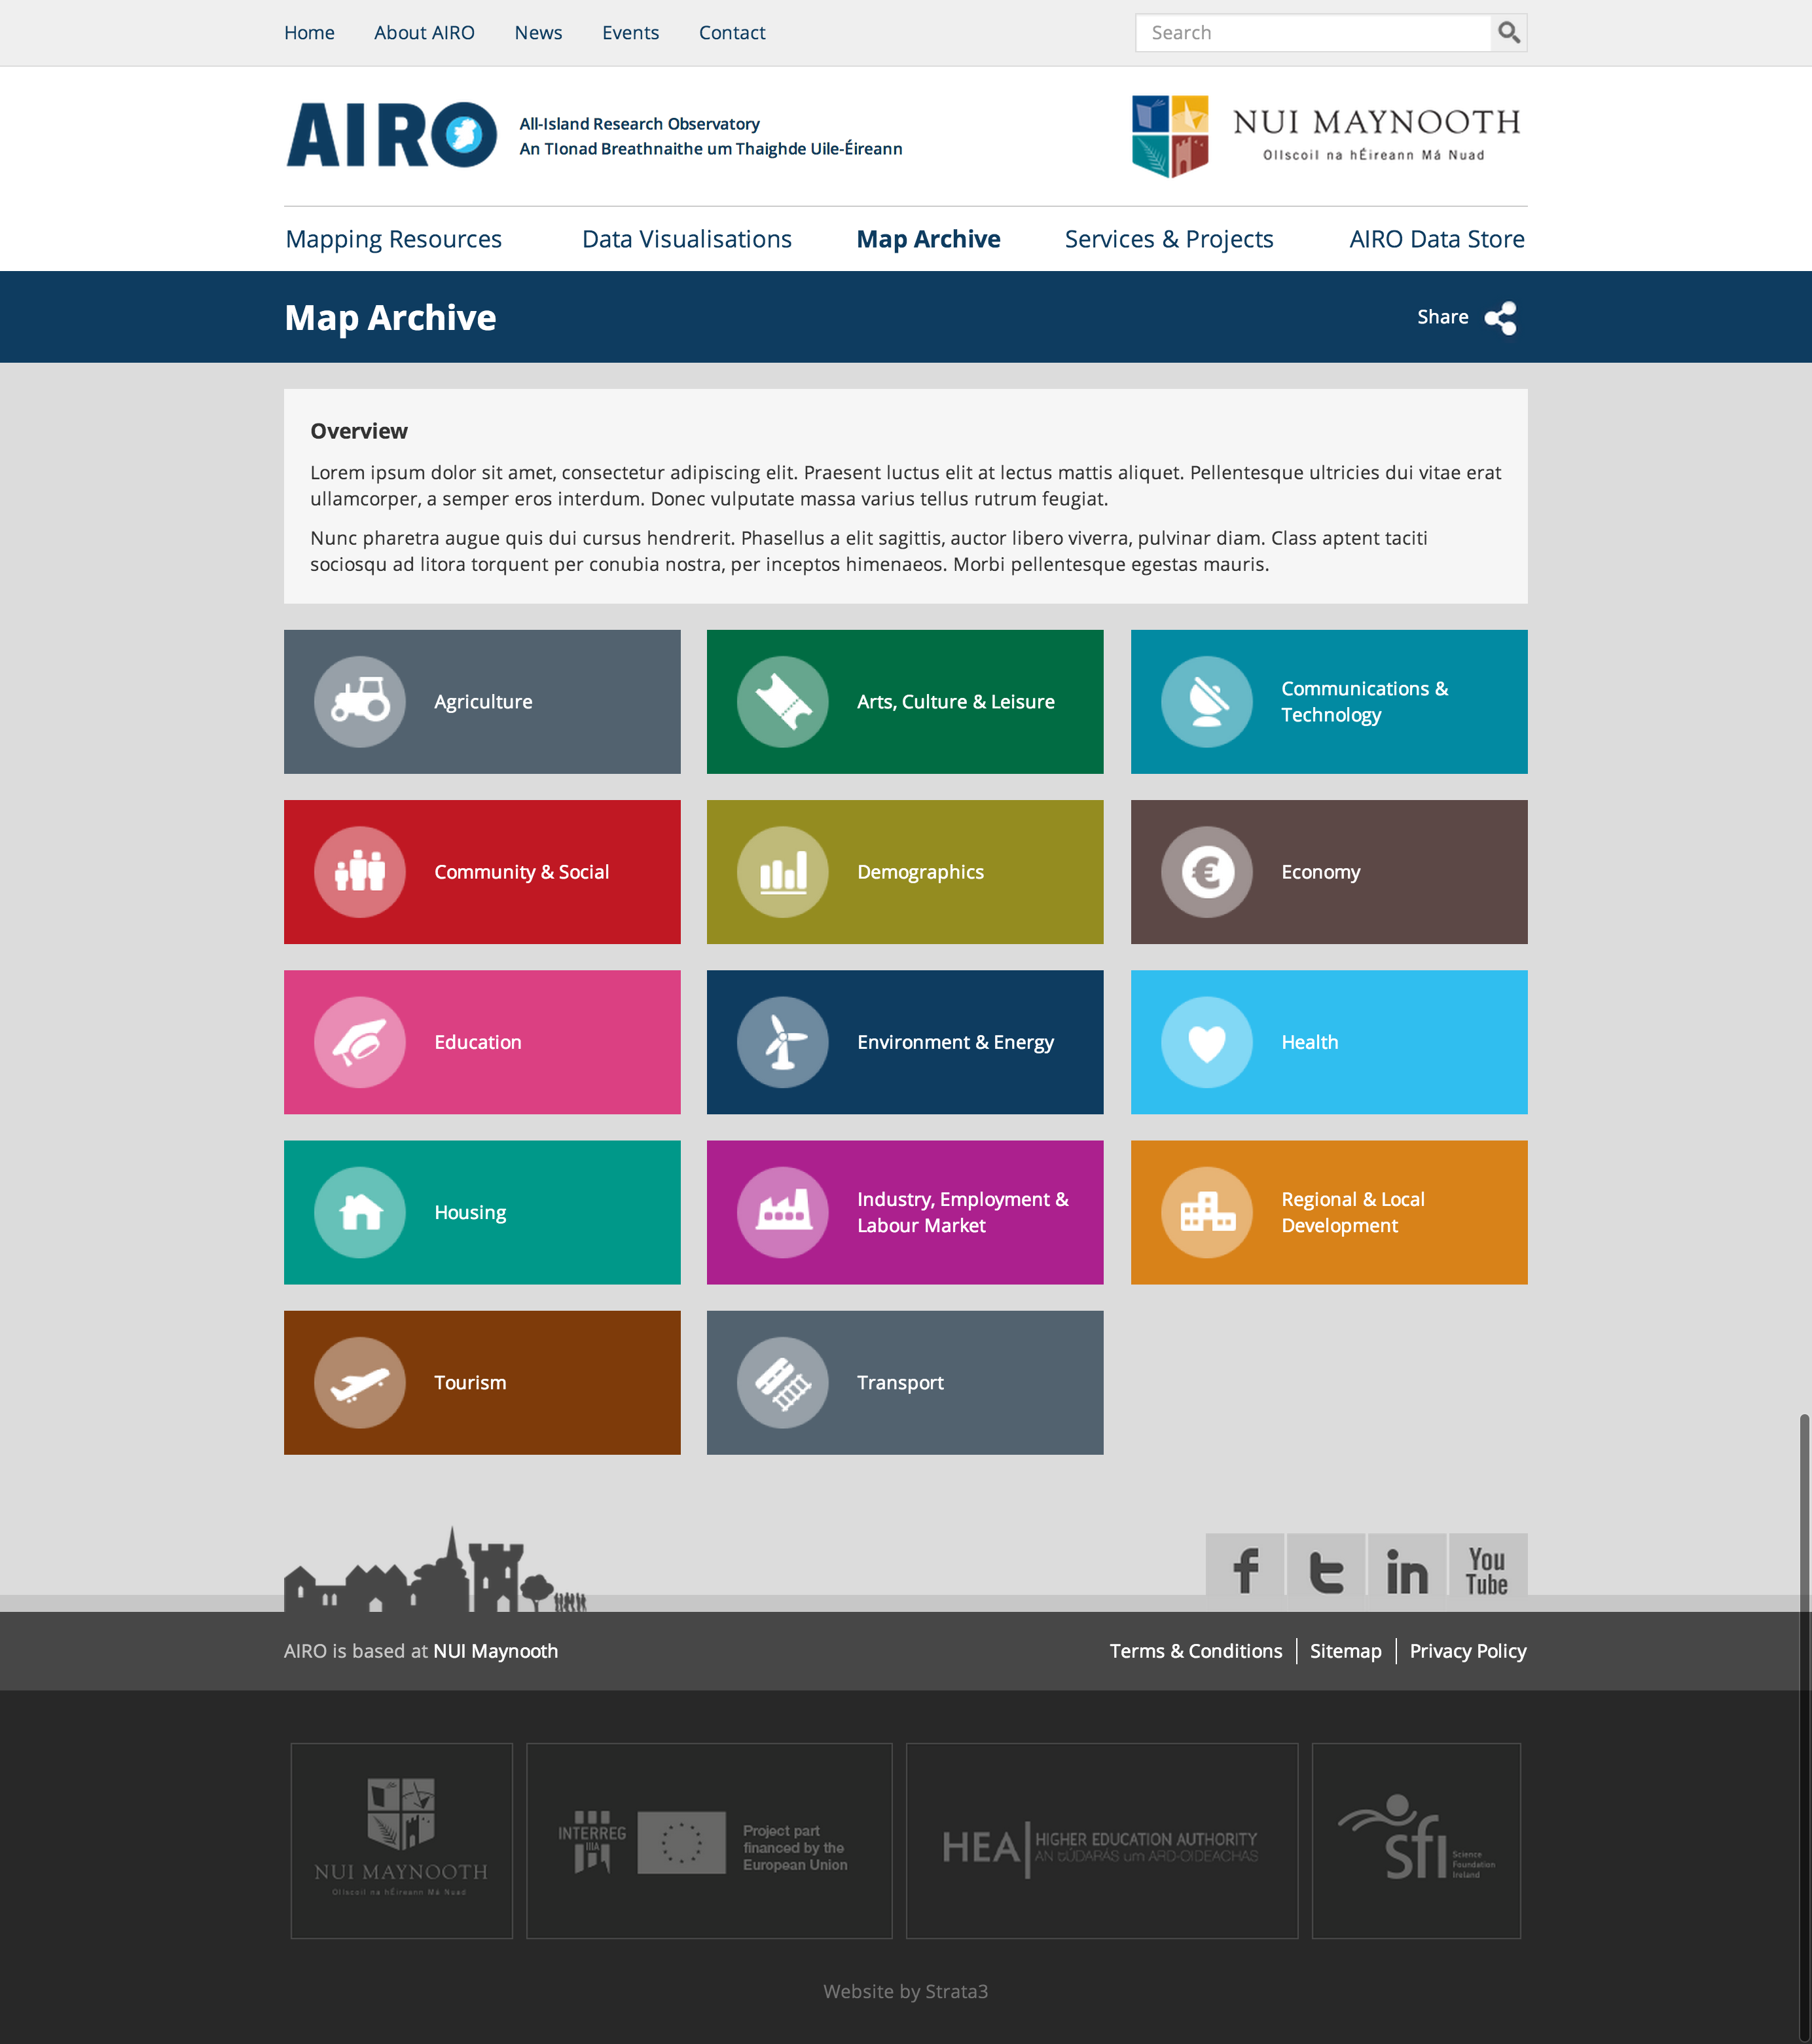 Home About AIRO News Events Contact Search
AIRO
All-Island Research Observatory
An TIonad Breathnaithe um Thaighde Uile-Éireann
NUI MAYNOOTH
Ollscoil na hÉireann Má Nuad
Mapping Resources Data Visualisations Map Archive Services & Projects AIRO Data Store
Map Archive Share
Overview
Lorem ipsum dolor sit amet, consectetur adipiscing elit. Praesent luctus elit at lectus mattis aliquet. Pellentesque ultricies dui vitae erat
ullamcorper, a semper eros interdum. Donec vulputate massa varius tellus rutrum feugiat.
Nunc pharetra augue quis dui cursus hendrerit. Phasellus a elit sagittis, auctor libero viverra, pulvinar diam. Class aptent taciti
sociosqu ad litora torquent per conubia nostra, per inceptos himenaeos. Morbi pellentesque egestas mauris.
Agriculture
Arts, Culture & Leisure
Communications &
Technology
Community & Social
Demographics
€
Economy
Education
Environment & Energy
Health
Housing
Industry, Employment &
Labour Market
Regional & Local
Development
Tourism
Transport
f t in You
Tube
AIRO is based at NUI Maynooth
Terms & Conditions Sitemap Privacy Policy
NUI MAYNOOTH
Ollscoil na hÉireann Má Nuad
INTERREG
IIIA
Project part
financed by the
European Union
HEA HIGHER EDUCATION AUTHORITY
AN tÚDARÁS um ARD-OIDEACHAS
sfi
Science
Foundation
Ireland
Website by Strata3